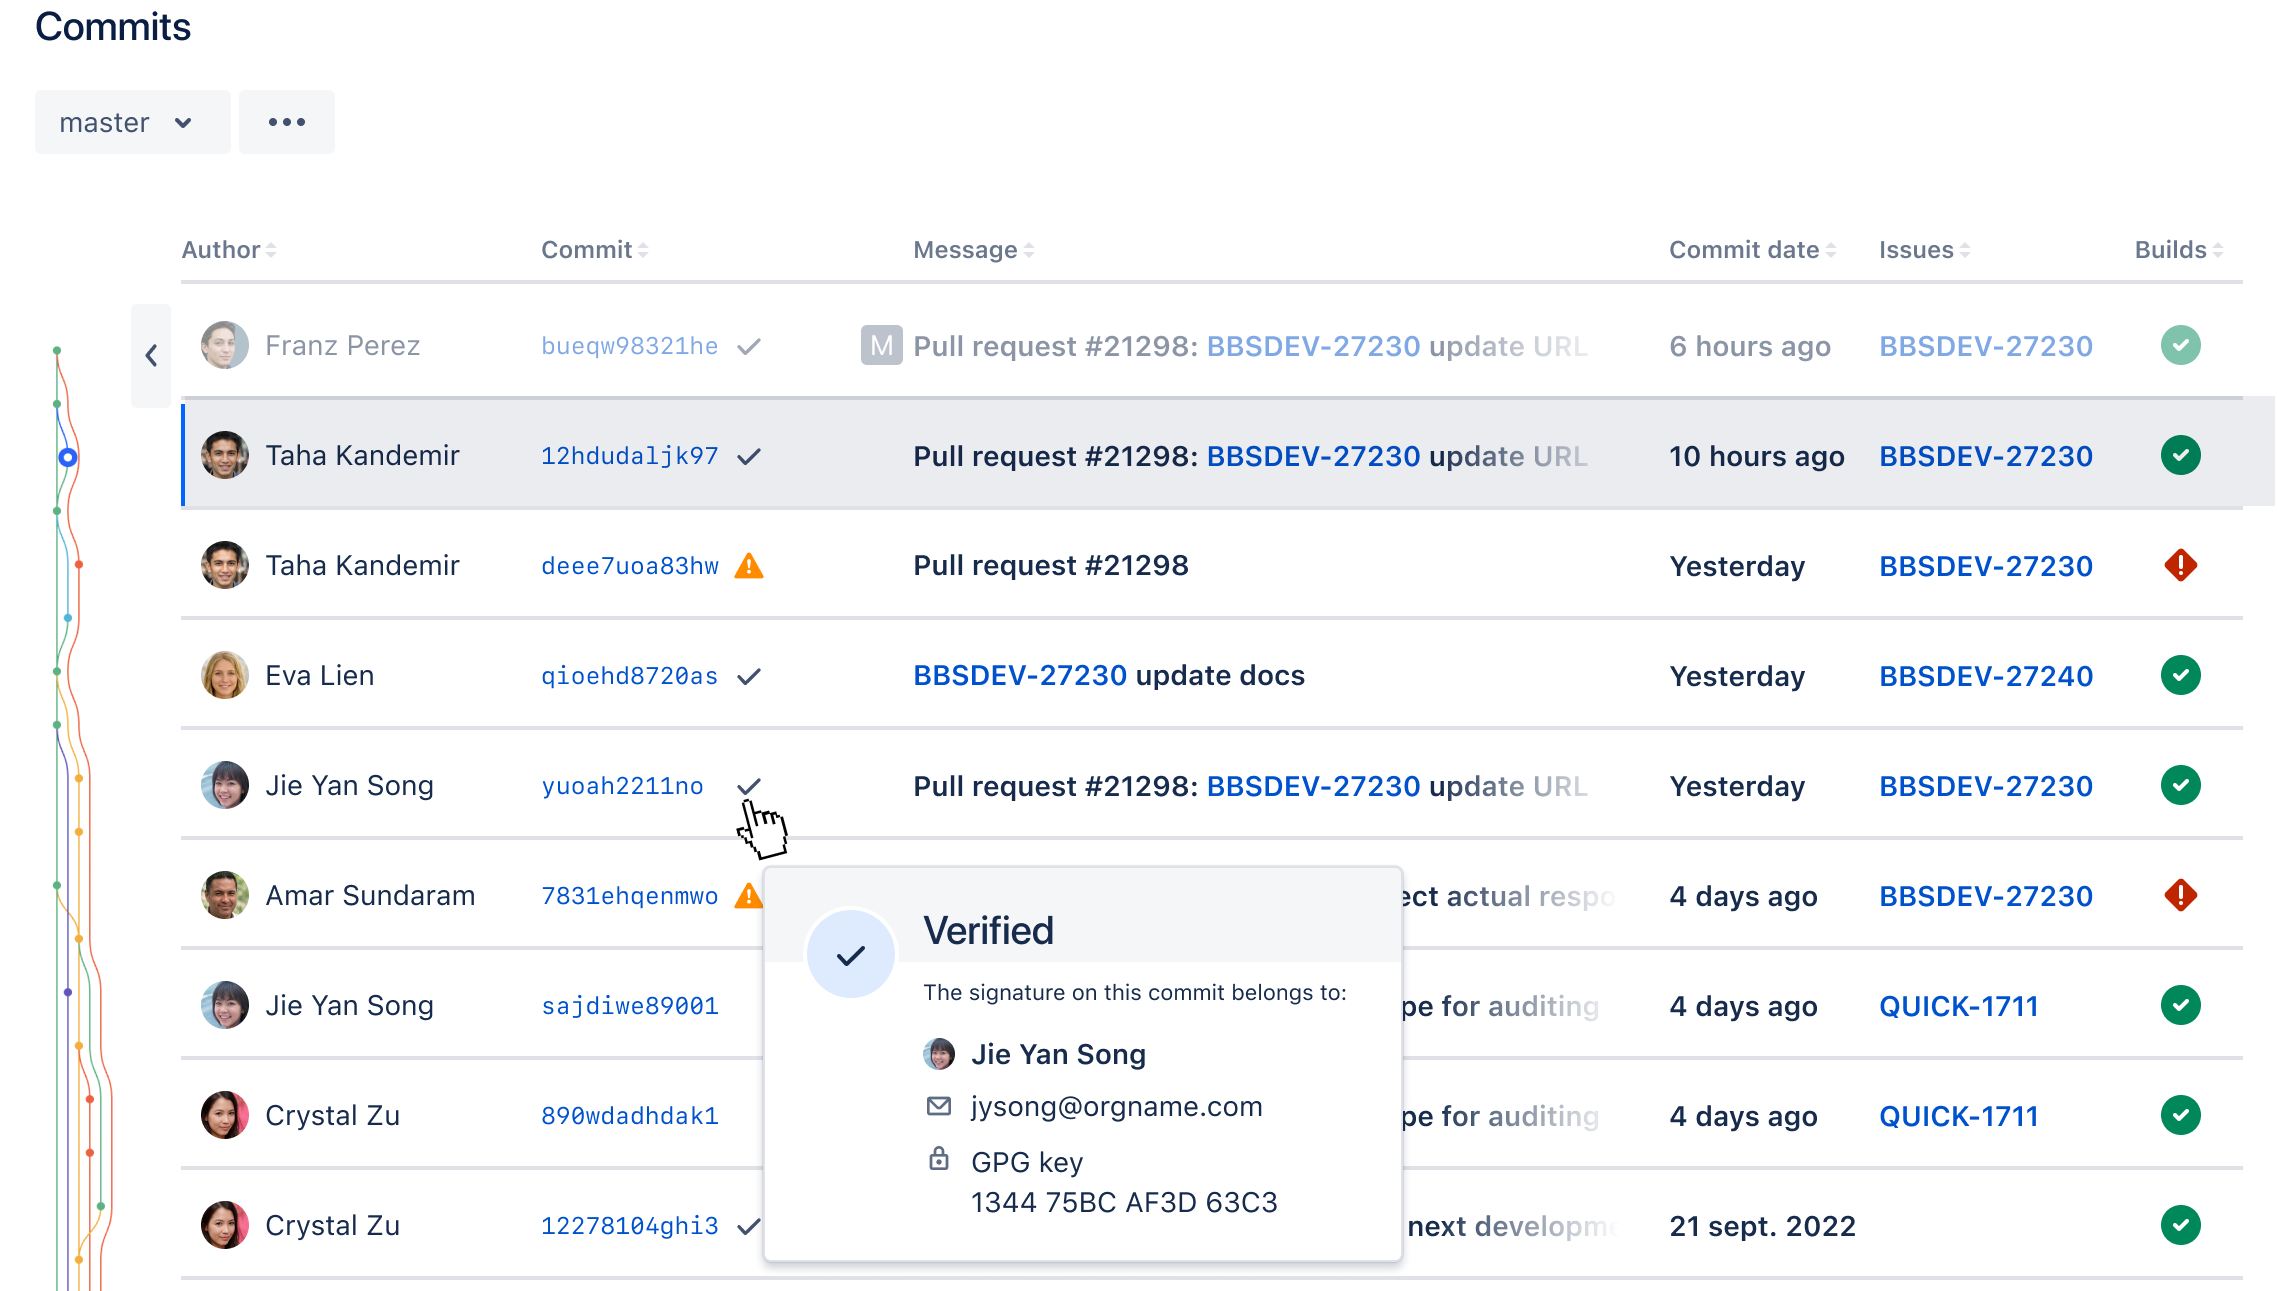 Commits
master
Author Commit Message Commit date Issues Builds
Franz Perez bueqw98321he M Pull request #21298: BBSDEV-27230 update URL 6 hours ago BBSDEV-27230
Taha Kandemir 12hdudaljk97 Pull request #21298: BBSDEV-27230 update URL 10 hours ago BBSDEV-27230
Taha Kandemir deee7uoa83hw Pull request #21298 Yesterday BBSDEV-27230
Eva Lien qioehd8720as BBSDEV-27230 update docs Yesterday BBSDEV-27240
Jie Yan Song yuoah2211no Pull request #21298: BBSDEV-27230 update URL Yesterday BBSDEV-27230
Amar Sundaram 7831ehqenmwo ect actual respo 4 days ago BBSDEV-27230
Jie Yan Song sajdiwe89001 pe for auditing 4 days ago QUICK-1711
Crystal Zu 890wdadhdak1 pe for auditing 4 days ago QUICK-1711
Crystal Zu 12278104ghi3 next developm 21 sept. 2022
Verified
The signature on this commit belongs to:
Jie Yan Song
jysong@orgname.com
GPG key
1344 75BC AF3D 63C3